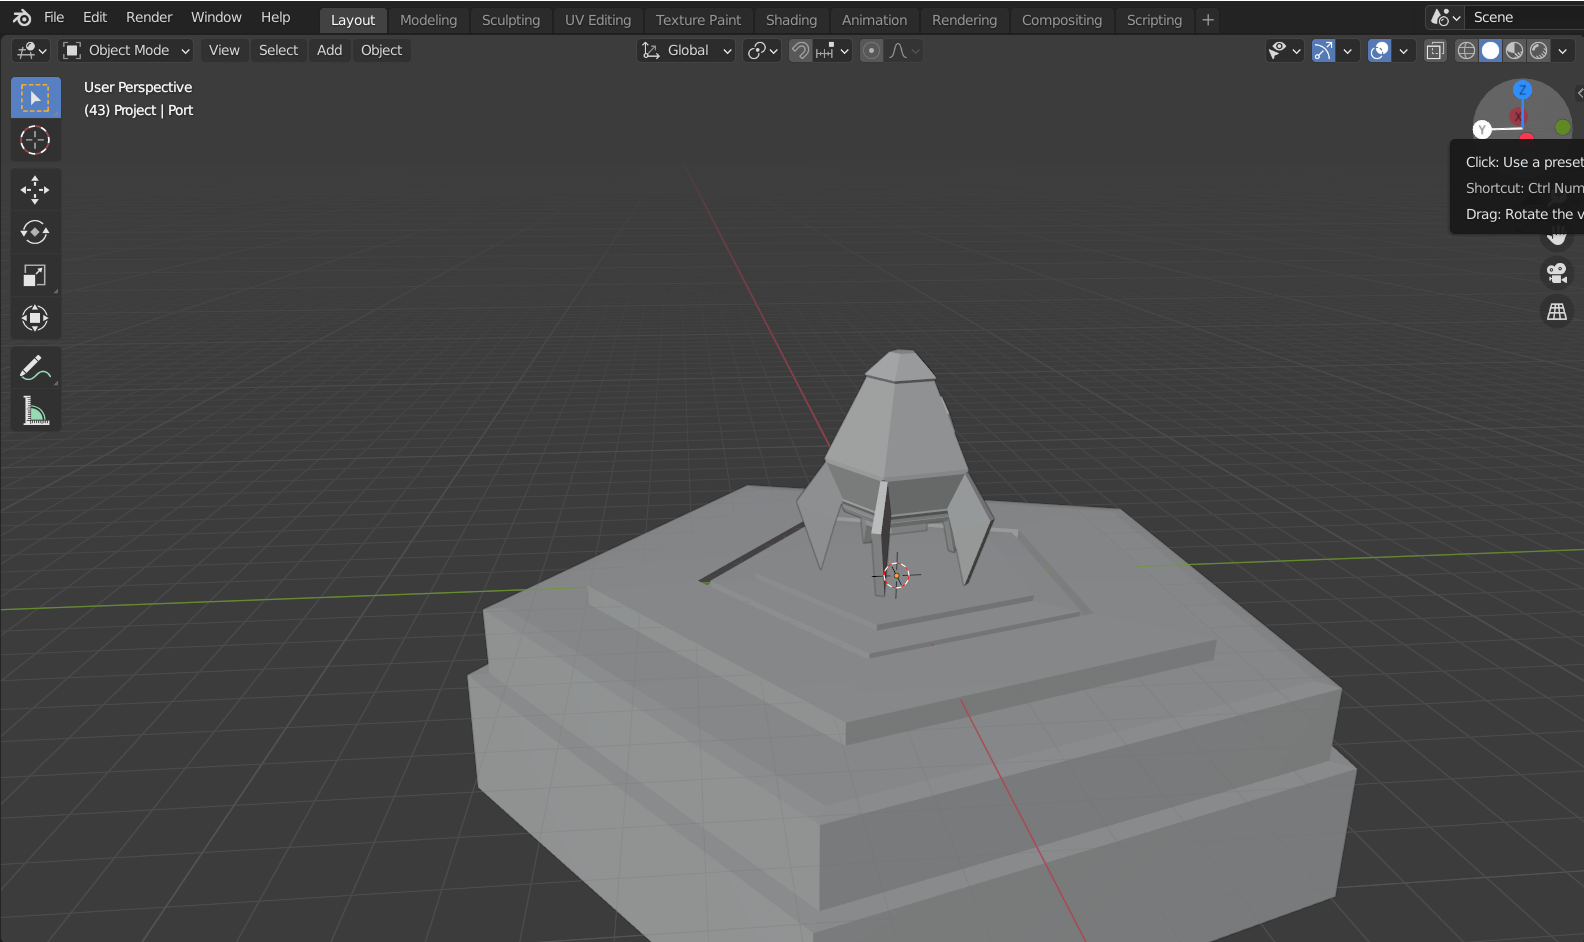 File Edit Render Window Help Layout Modeling Sculpting UV Editing Texture Paint Shading Animation Rendering Compositing Scripting + Scene
Object Mode View Select Add Object Global
User Perspective
(43) Project | Port
Z
X
Y
Click: Use a preset
Shortcut: Ctrl Num
Drag: Rotate the v